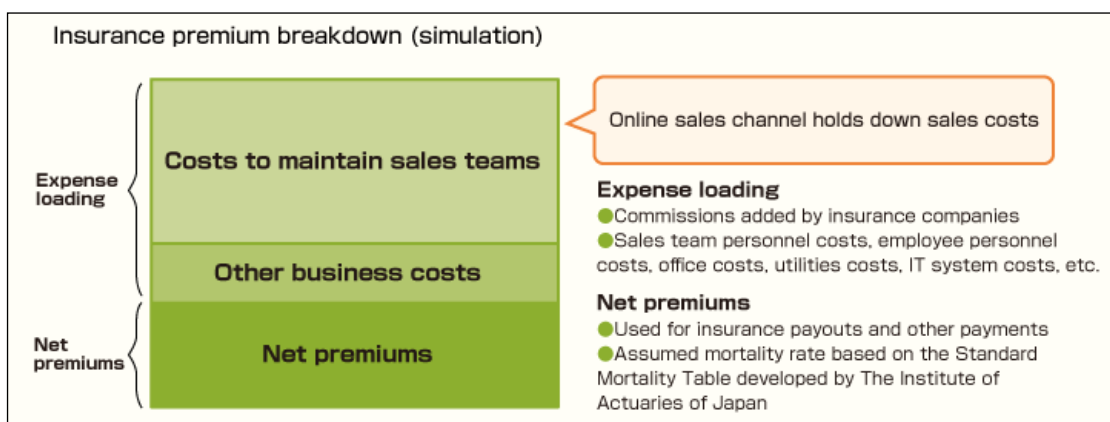 Insurance premium breakdown (simulation)
Expense
loading
Costs to maintain sales teams
Other business costs
Net
premiums
Net premiums
Online sales channel holds down sales costs
Expense loading
●Commissions added by insurance companies
●Sales team personnel costs, employee personnel
costs, office costs, utilities costs, IT system costs, etc.
Net premiums
●Used for insurance payouts and other payments
●Assumed mortality rate based on the Standard
Mortality Table developed by The Institute of
Actuaries of Japan